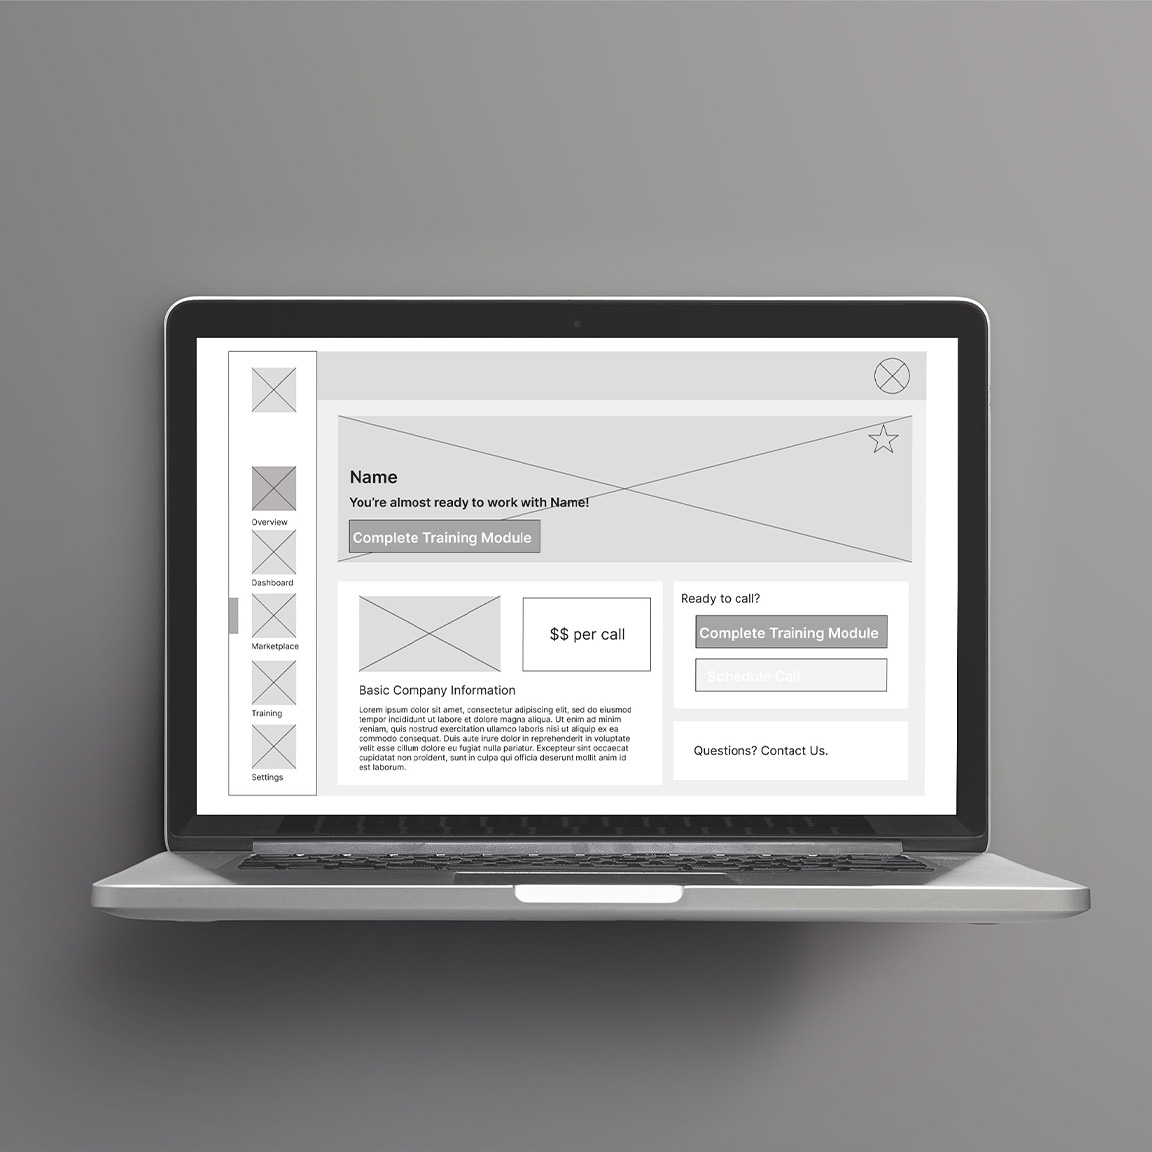 Overview
Dashboard
Marketplace
Training
Settings
Name
You're almost ready to work with Name!
Complete Training Module
$$ per call
Basic Company Information
Lorem ipsum dolor sit amet, consectetur adipiscing elit, sed do eiusmod
tempor incididunt ut labore et dolore magna aliqua. Ut enim ad minim
veniam, quis nostrud exercitation ullamco laboris nisi ut aliquip ex ea
commodo consequat. Duis aute irure dolor in reprehenderit in voluptate
velit esse cillum dolore eu fugiat nulla pariatur. Excepteur sint occaecat
cupidatat non proident, sunt in culpa qui officia deserunt mollit anim id
est laborum.
Ready to call?
Complete Training Module
Schedule Call
Questions? Contact Us.